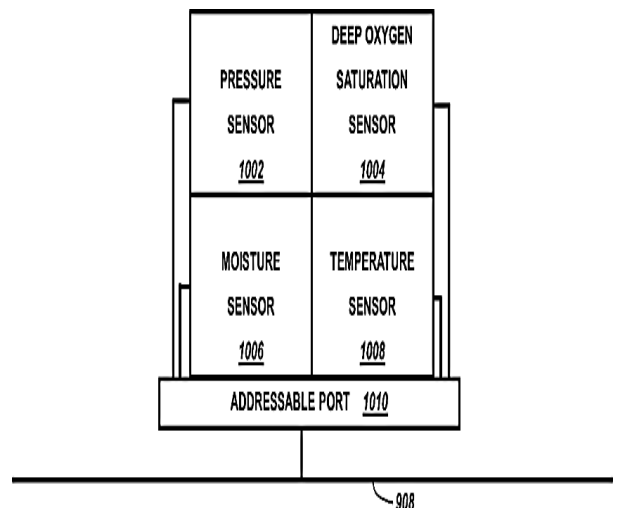 PRESSURE
SENSOR
1002
DEEP OXYGEN
SATURATION
SENSOR
1004
MOISTURE
SENSOR
1006
TEMPERATURE
SENSOR
1008
ADDRESSABLE PORT 1010
908